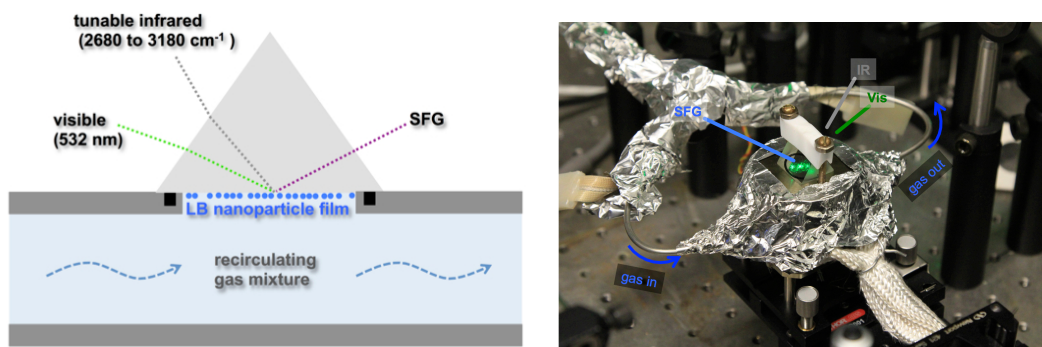 tunable infrared
(2680 to 3180 cm⁻¹ )
visible
(532 nm)
SFG
LB nanoparticle film
recirculating
gas mixture
IR
Vis
SFG
gas out
gas in